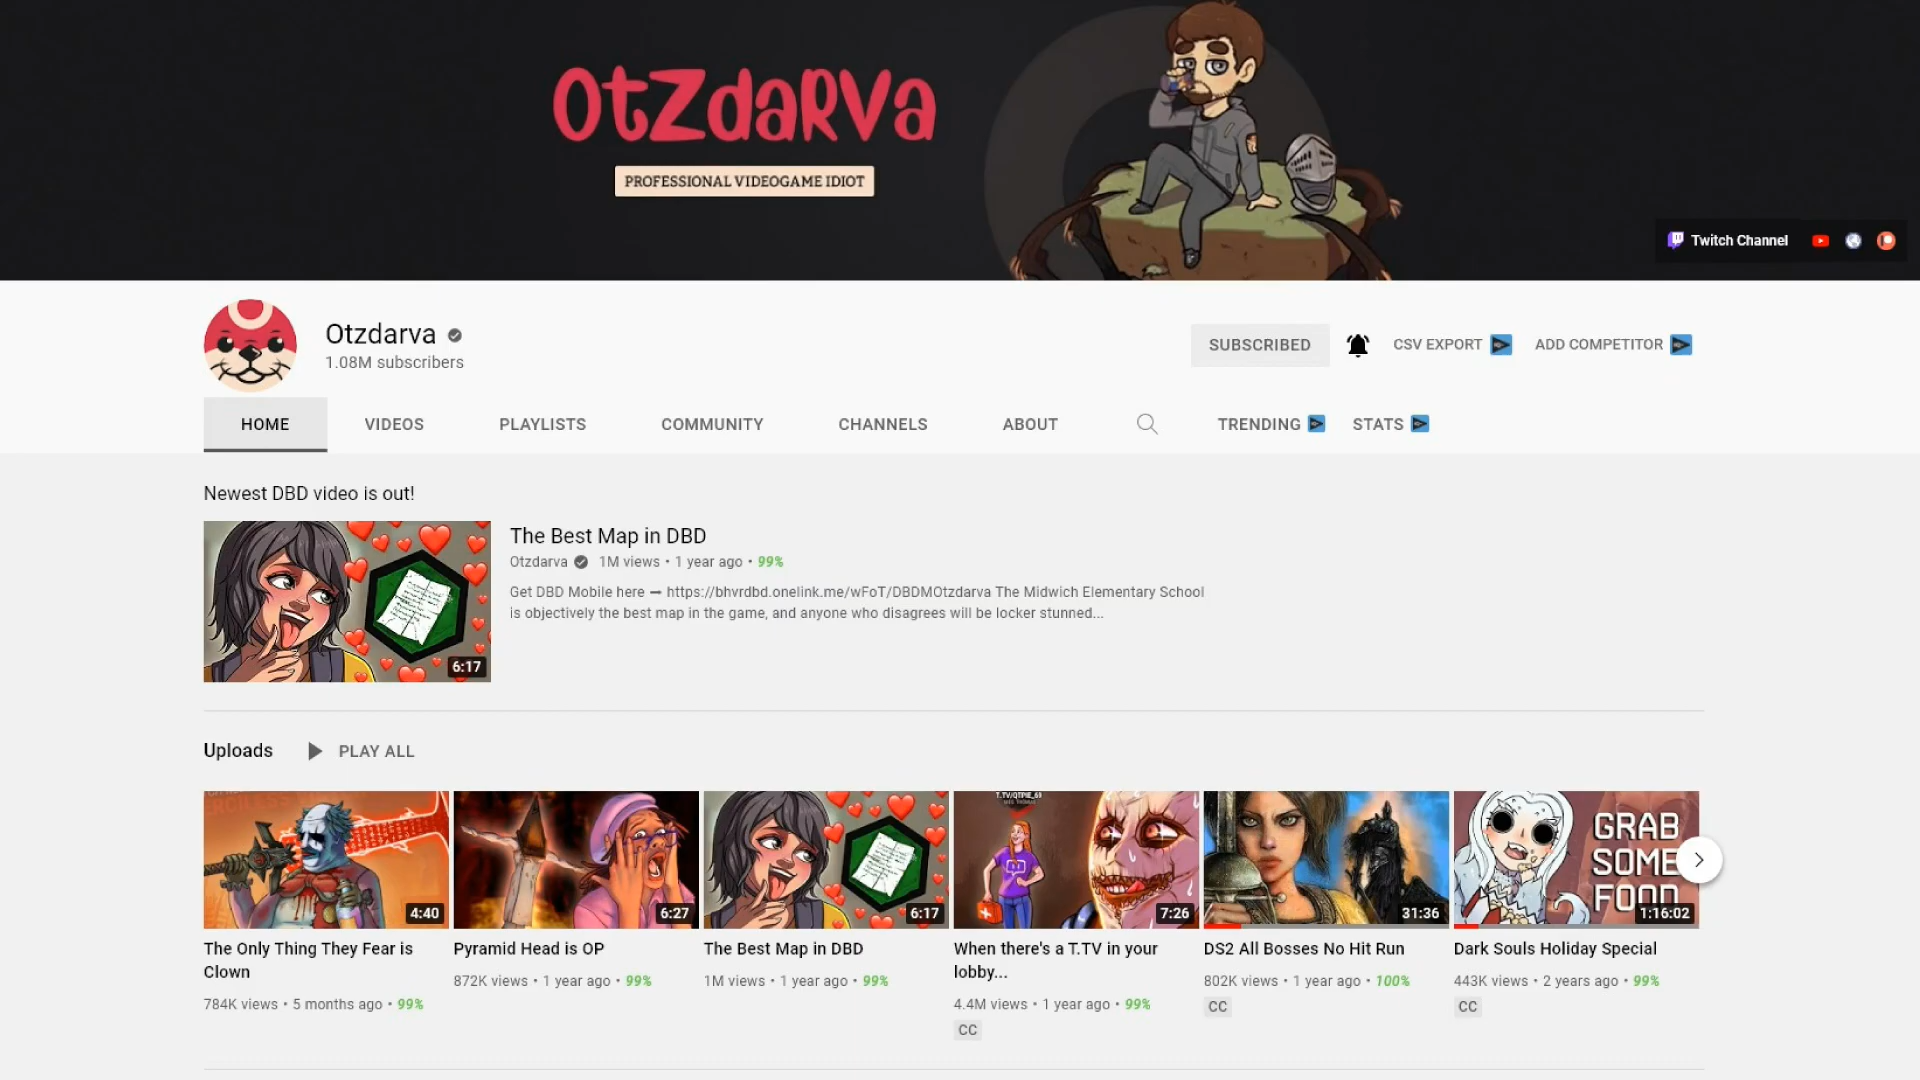 OtZdaRVa
PROFESSIONAL VIDEOGAME IDIOT
Twitch Channel
Otzdarva
1.08M subscribers
SUBSCRIBED
CSV EXPORT
ADD COMPETITOR
HOME
VIDEOS
PLAYLISTS
COMMUNITY
CHANNELS
ABOUT
TRENDING
STATS
Newest DBD video is out!
6:17
The Best Map in DBD
Otzdarva 1M views • 1 year ago • 99%
Get DBD Mobile here ー https://bhvrdbd.onelink.me/wFoT/DBDMOtzdarva The Midwich Elementary School
is objectively the best map in the game, and anyone who disagrees will be locker stunned...
Uploads
PLAY ALL
4:40
The Only Thing They Fear is
Clown
784K views • 5 months ago • 99%
6:27
Pyramid Head is OP
872K views • 1 year ago • 99%
6:17
The Best Map in DBD
1M views • 1 year ago • 99%
T.TV/QTPIE_69
7:26
When there's a T.TV in your
lobby...
4.4M views • 1 year ago • 99%
CC
31:36
DS2 All Bosses No Hit Run
802K views • 1 year ago • 100%
CC
GRAB
SOME
FOOD
1:16:02
Dark Souls Holiday Special
443K views • 2 years ago • 99%
CC